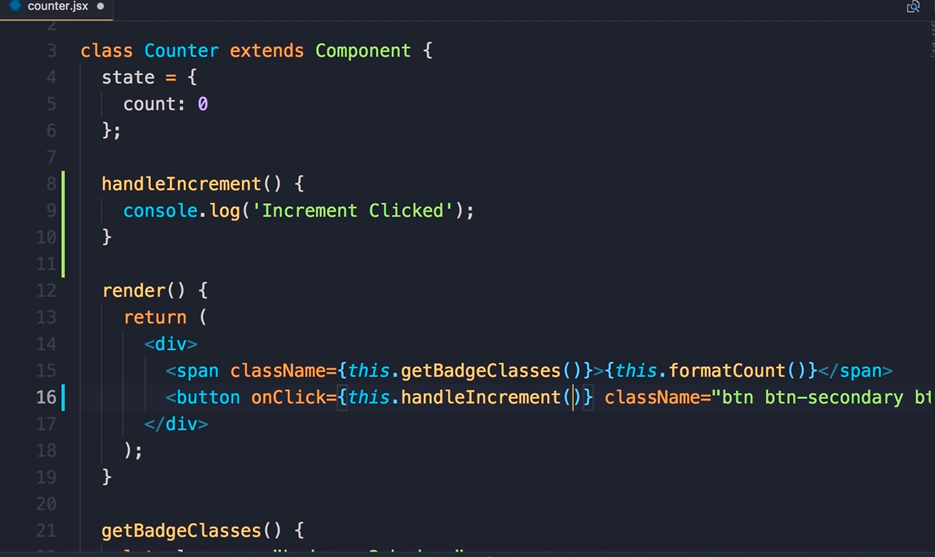 counter.jsx
2
3 class Counter extends Component {
4 state = {
5 count: 0
6 };
7
8 handleIncrement() {
9 console.log('Increment Clicked');
10 }
11
12 render() {
13 return (
14 <div>
15 <span className={this.getBadgeClasses()}>{this.formatCount()}</span>
16 <button onClick={this.handleIncrement()} className="btn btn-secondary
17 </div>
18 );
19 }
20
21 getBadgeClasses() {